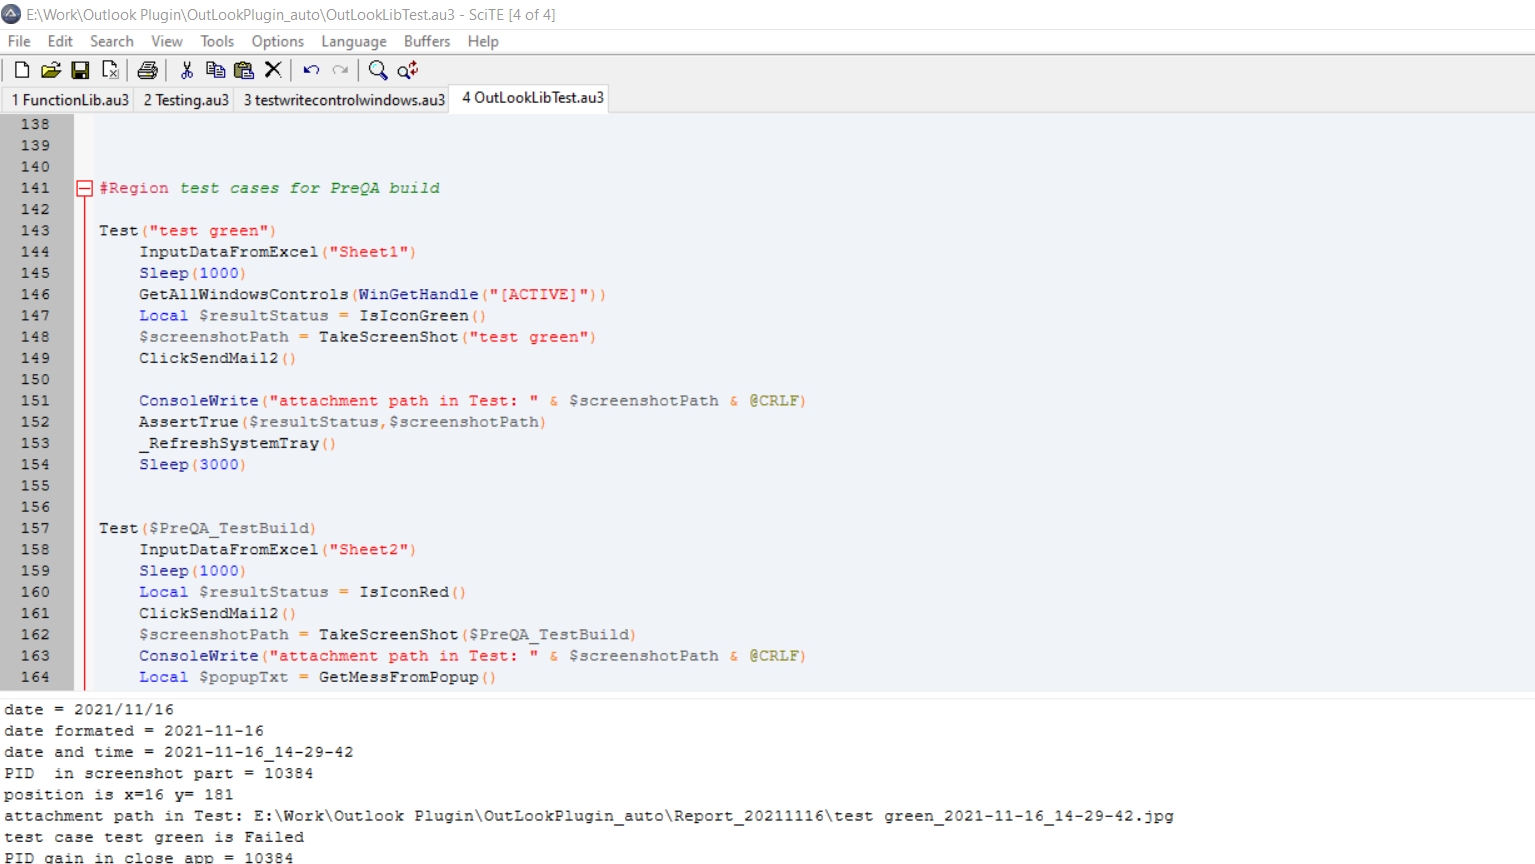 E:\Work\Outlook Plugin\OutLookPlugin_auto\OutLookLibTest.au3 - SciTE [4 of 4]
File Edit Search View Tools Options Language Buffers Help
1 FunctionLib.au3 2 Testing.au3 3 testwritecontrolwindows.au3 4 OutLookLibTest.au3
138
139
140
141 #Region test cases for PreQA build
142
143 Test("test green")
144 InputDataFromExcel("Sheet1")
145 Sleep(1000)
146 GetAllWindowsControls(WinGetHandle("[ACTIVE]"))
147 Local $resultStatus = IsIconGreen()
148 $screenshotPath = TakeScreenShot("test green")
149 ClickSendMail2()
150
151 ConsoleWrite("attachment path in Test: " & $screenshotPath & @CRLF)
152 AssertTrue($resultStatus,$screenshotPath)
153 _RefreshSystemTray()
154 Sleep(3000)
155
156
157 Test($PreQA_TestBuild)
158 InputDataFromExcel("Sheet2")
159 Sleep(1000)
160 Local $resultStatus = IsIconRed()
161 ClickSendMail2()
162 $screenshotPath = TakeScreenShot($PreQA_TestBuild)
163 ConsoleWrite("attachment path in Test: " & $screenshotPath & @CRLF)
164 Local $popupTxt = GetMessFromPopup()
date = 2021/11/16
date formated = 2021-11-16
date and time = 2021-11-16_14-29-42
PID  in screenshot part = 10384
position is x=16 y= 181
attachment path in Test: E:\Work\Outlook Plugin\OutLookPlugin_auto\Report_20211116\test green_2021-11-16_14-29-42.jpg
test case test green is Failed
PID gain in close app = 10384